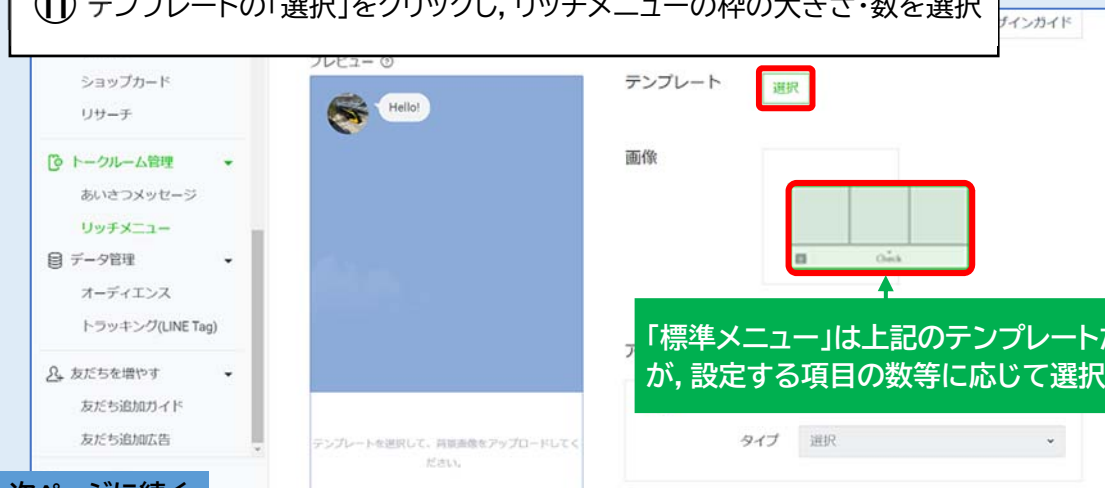 ⑪ テンプレートの「選択」をクリックし，リッチメニューの枠の大きさ・数を選択
ザインガイド
ショップカード
リサーチ
トークルーム管理
あいさつメッセージ
リッチメニュー
データ管理
オーディエンス
トラッキング(LINE Tag)
友だちを増やす
友だち追加ガイド
友だち追加広告
プレビュー
Hello!
テンプレートを選択して、背景画像をアップロードしてく
ださい。
テンプレート
選択
画像
Check
「標準メニュー」は上記のテンプレート
が，設定する項目の数等に応じて選択
タイプ
選択
次ページに続く